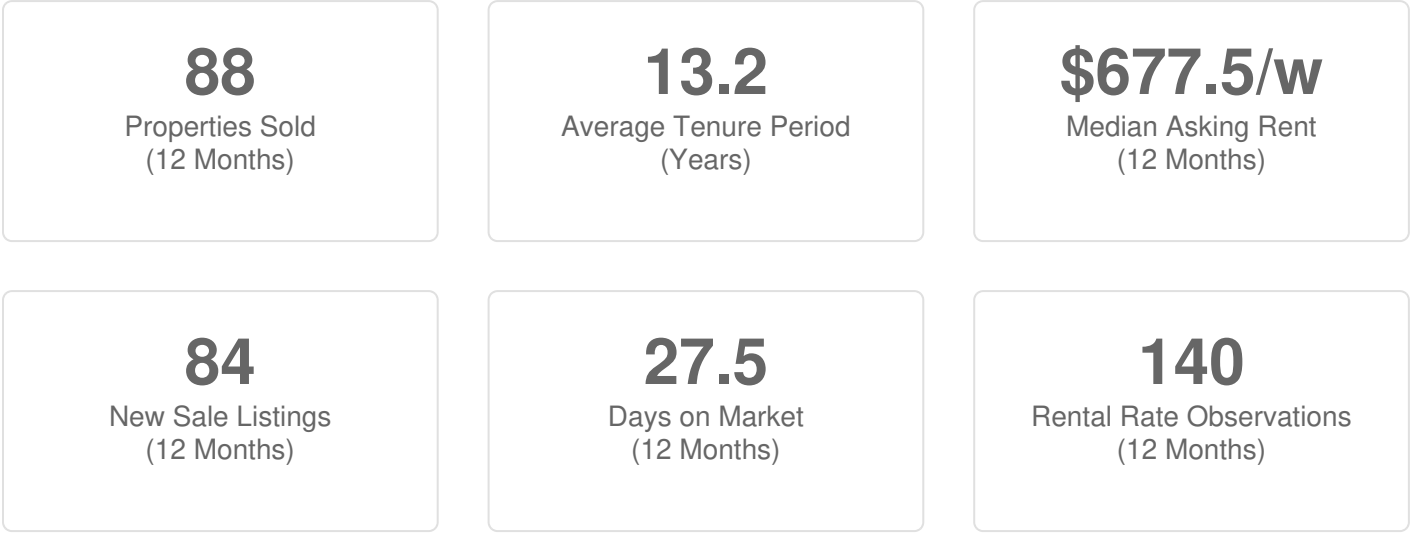 88
Properties Sold
(12 Months)
13.2
Average Tenure Period
(Years)
$677.5/w
Median Asking Rent
(12 Months)
84
New Sale Listings
(12 Months)
27.5
Days on Market
(12 Months)
140
Rental Rate Observations
(12 Months)